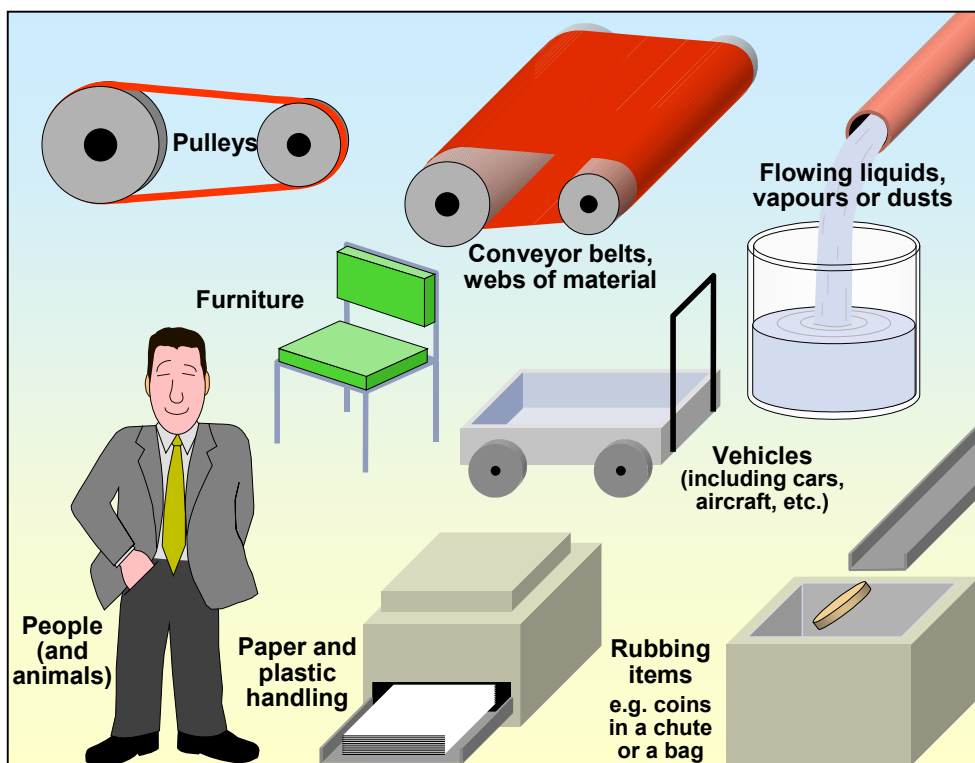 Pulleys
Flowing liquids,
vapours or dusts
Conveyor belts,
webs of material
Furniture
Vehicles
(including cars,
aircraft, etc.)
People
(and
animals)
Paper and
plastic
handling
Rubbing
items
e.g. coins
in a chute
or a bag